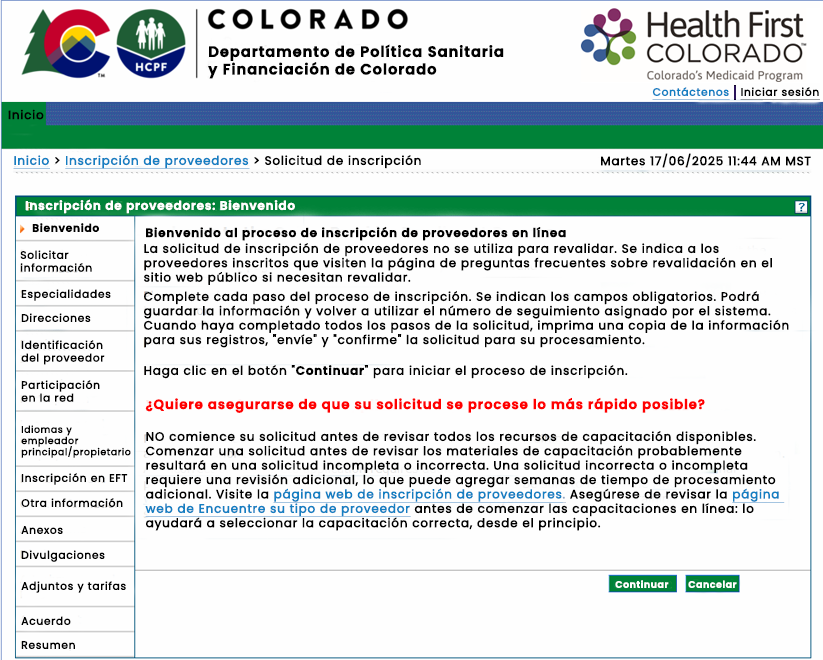 COLORADO
Departamento de Política Sanitaria
y Financiación de Colorado
HCPF
TM
Health First
COLORADO™
Colorado's Medicaid Program
Contáctenos | Iniciar sesión
Inicio
Inicio > Inscripción de proveedores > Solicitud de inscripción
Martes 17/06/2025 11:44 AM MST
Inscripción de proveedores: Bienvenido
?
Bienvenido
Solicitar
información
Especialidades
Direcciones
Identificación
del proveedor
Participación
en la red
Idiomas y
empleador
principal/propietario
Inscripción en EFT
Otra información
Anexos
Divulgaciones
Adjuntos y tarifas
Acuerdo
Resumen
Bienvenido al proceso de inscripción de proveedores en línea
La solicitud de inscripción de proveedores no se utiliza para revalidar. Se indica a los
proveedores inscritos que visiten la página de preguntas frecuentes sobre revalidación en el
sitio web público si necesitan revalidar.
Complete cada paso del proceso de inscripción. Se indican los campos obligatorios. Podrá
guardar la información y volver a utilizar el número de seguimiento asignado por el sistema.
Cuando haya completado todos los pasos de la solicitud, imprima una copia de la información
para sus registros, "envíe" y "confirme" la solicitud para su procesamiento.
Haga clic en el botón "Continuar" para iniciar el proceso de inscripción.
¿Quiere asegurarse de que su solicitud se procese lo más rápido posible?
NO comience su solicitud antes de revisar todos los recursos de capacitación disponibles.
Comenzar una solicitud antes de revisar los materiales de capacitación probablemente
resultará en una solicitud incompleta o incorrecta. Una solicitud incorrecta o incompleta
requiere una revisión adicional, lo que puede agregar semanas de tiempo de procesamiento
adicional. Visite la página web de inscripción de proveedores. Asegúrese de revisar la página
web de Encuentre su tipo de proveedor antes de comenzar las capacitaciones en línea: lo
ayudará a seleccionar la capacitación correcta, desde el principio.
Continuar
Cancelar